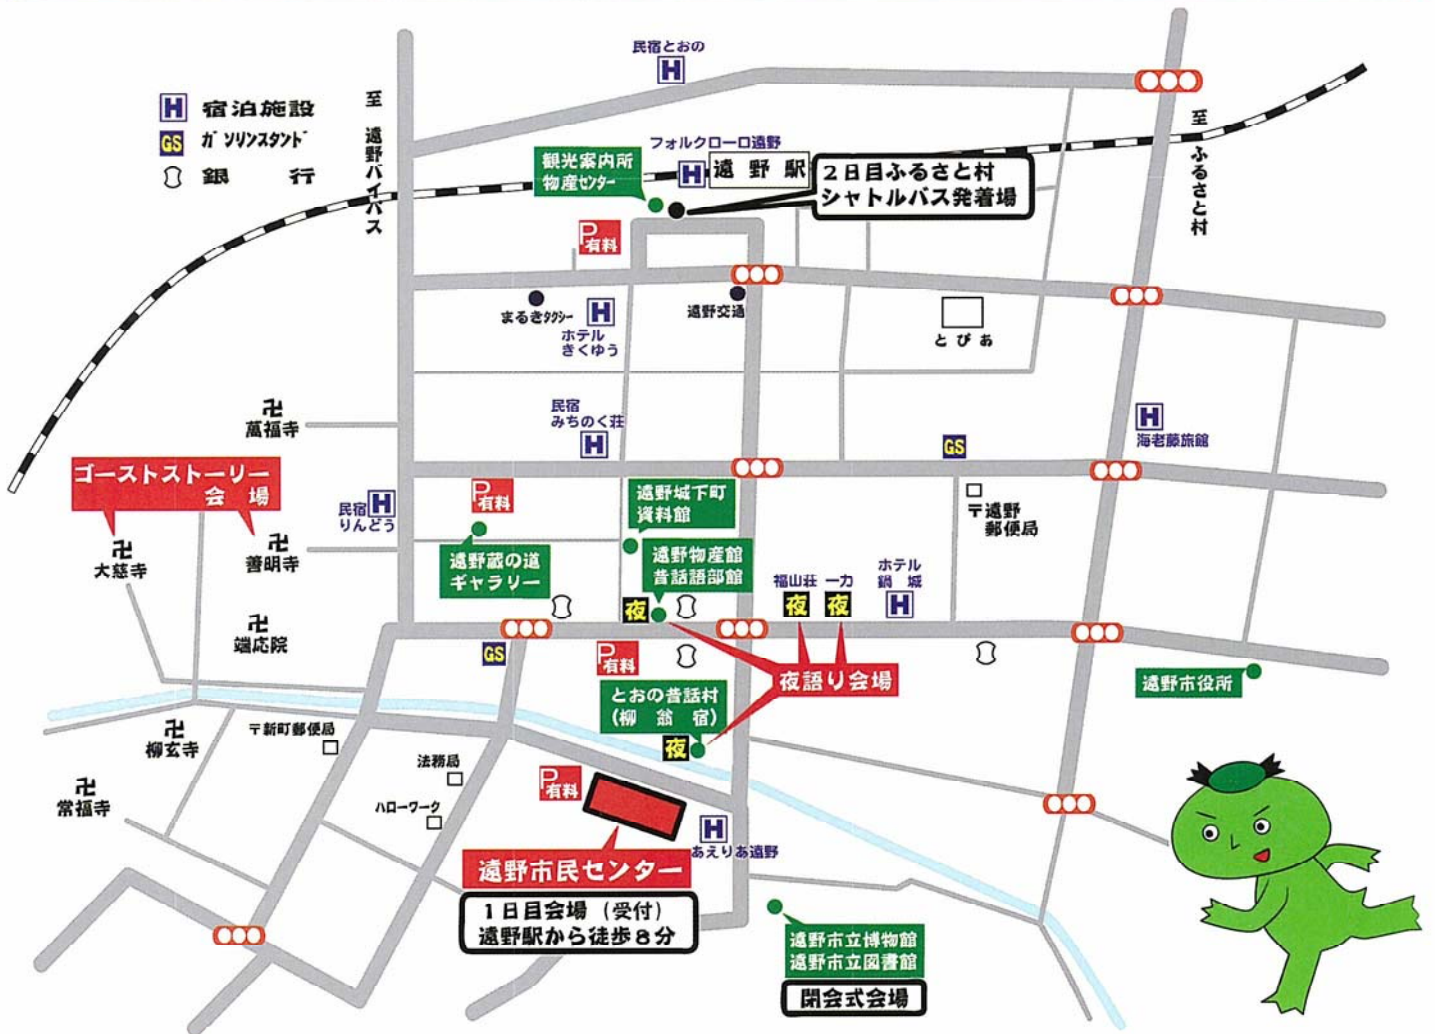 民宿とおの
H
H 宿泊施設
GS ガソリンスタンド
銀行
至 遠野バイパス
至 ふるさと村
フォルクローロ遠野
H
遠野駅
観光案内所
物産センター
2日目ふるさと村
シャトルバス発着場
P
有料
まるきタクシー
H
ホテル
きくゆう
遠野交通
とぴあ
卍
萬福寺
民宿
みちのく荘
H
H
海老藤旅館
GS
ゴーストストーリー
会場
民宿
りんどう
H
P
有料
遠野城下町
資料館
〒遠野
郵便局
卍
大慈寺
卍
善明寺
遠野蔵の道
ギャラリー
遠野物産館
昔話語部館
夜
福山荘
夜
一力
夜
ホテル
鍋城
H
卍
端応院
GS
P
有料
夜語り会場
とおの昔話村
(柳翁宿)
夜
遠野市役所
卍
柳玄寺
〒新町郵便局
法務局
卍
常福寺
ハローワーク
P
有料
H
あえりあ遠野
遠野市民センター
1日目会場(受付)
遠野駅から徒歩8分
遠野市立博物館
遠野市立図書館
閉会式会場